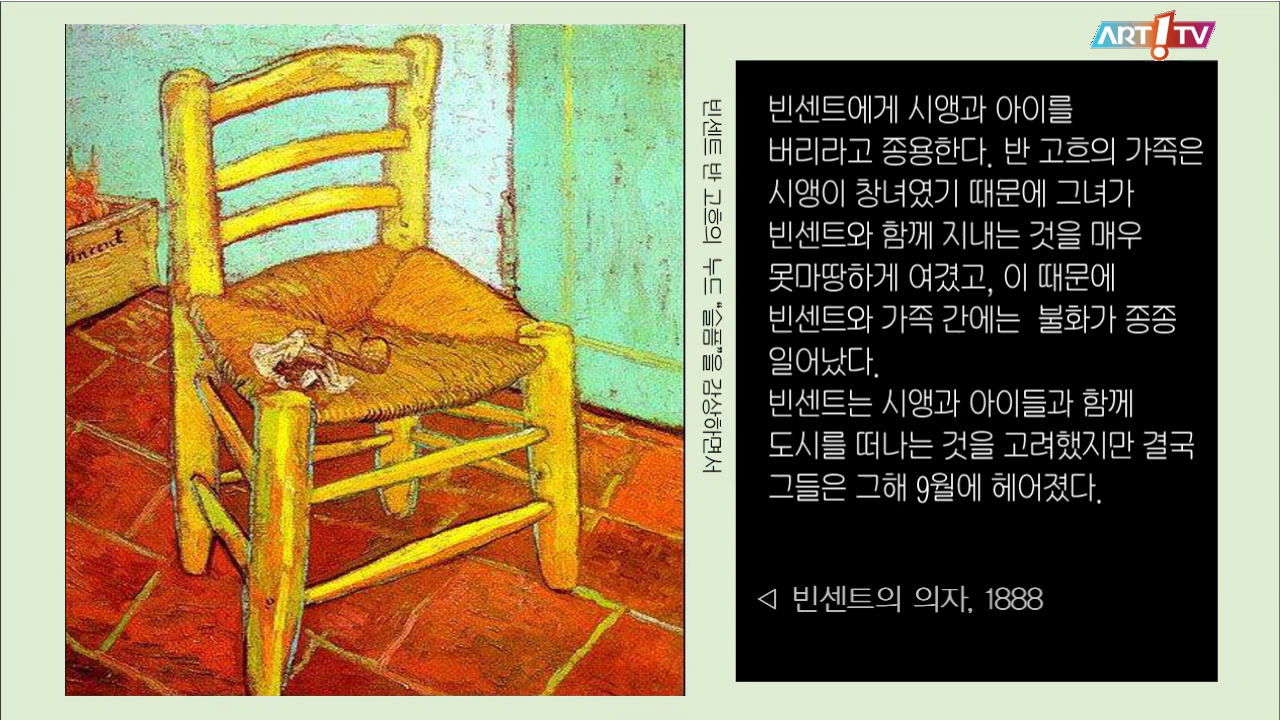 ART!TV
빈센트에게 시앵과 아이를
버리라고 종용한다. 반 고흐의 가족은
시앵이 창녀였기 때문에 그녀가
빈센트와 함께 지내는 것을 매우
못마땅하게 여겼고, 이 때문에
빈센트와 가족 간에는 불화가 종종
일어났다.
빈센트는 시앵과 아이들과 함께
도시를 떠나는 것을 고려했지만 결국
그들은 그해 9월에 헤어졌다.
◁ 빈센트의 의자, 1888
빈센트 반 고흐의 누드 “슬픔”을 감상하면서
Vincent